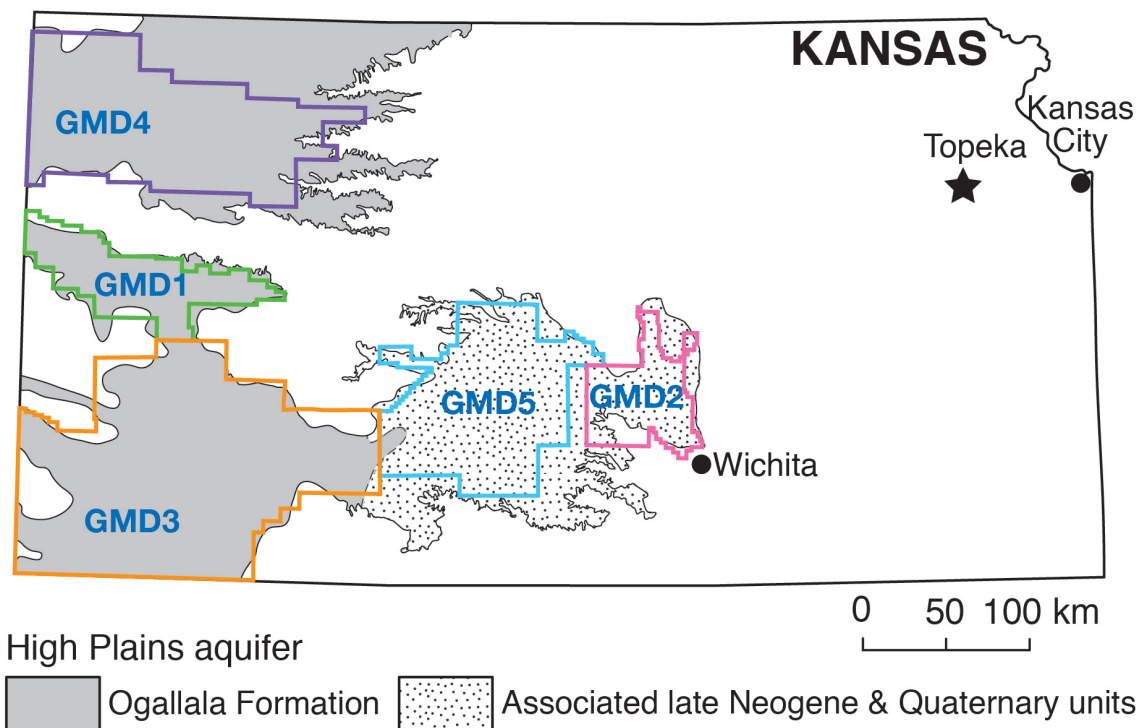 KANSAS
Kansas
City
Topeka
GMD4
GMD1
GMD5
GMD2
Wichita
GMD3
0 50 100 km
High Plains aquifer
Ogallala Formation
Associated late Neogene & Quaternary units